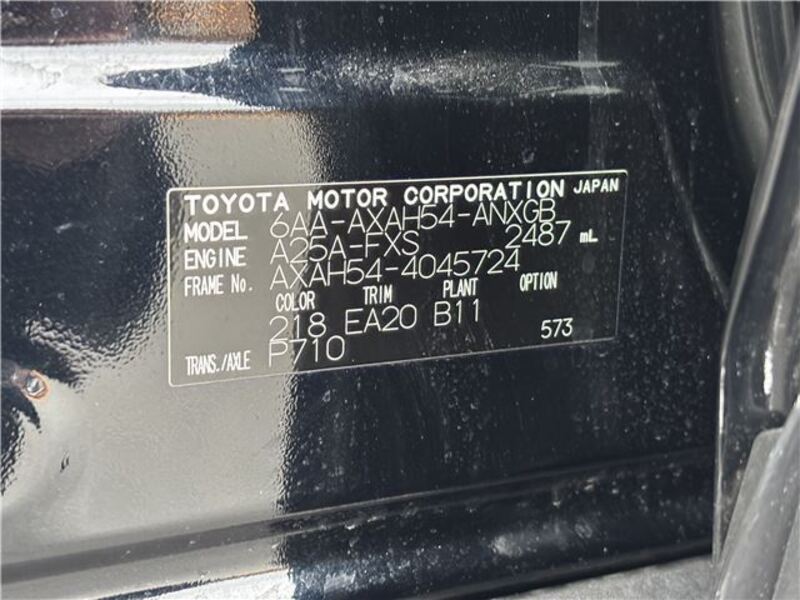 TOYOTA MOTOR CORPORATION JAPAN
MODEL 6AA-AXAH54-ANXGB
ENGINE A25A-FXS 2487 mL
FRAME No. AXAH54-4045724
COLOR TRIM PLANT OPTION
218 EA20 B11
TRANS./AXLE P710 573